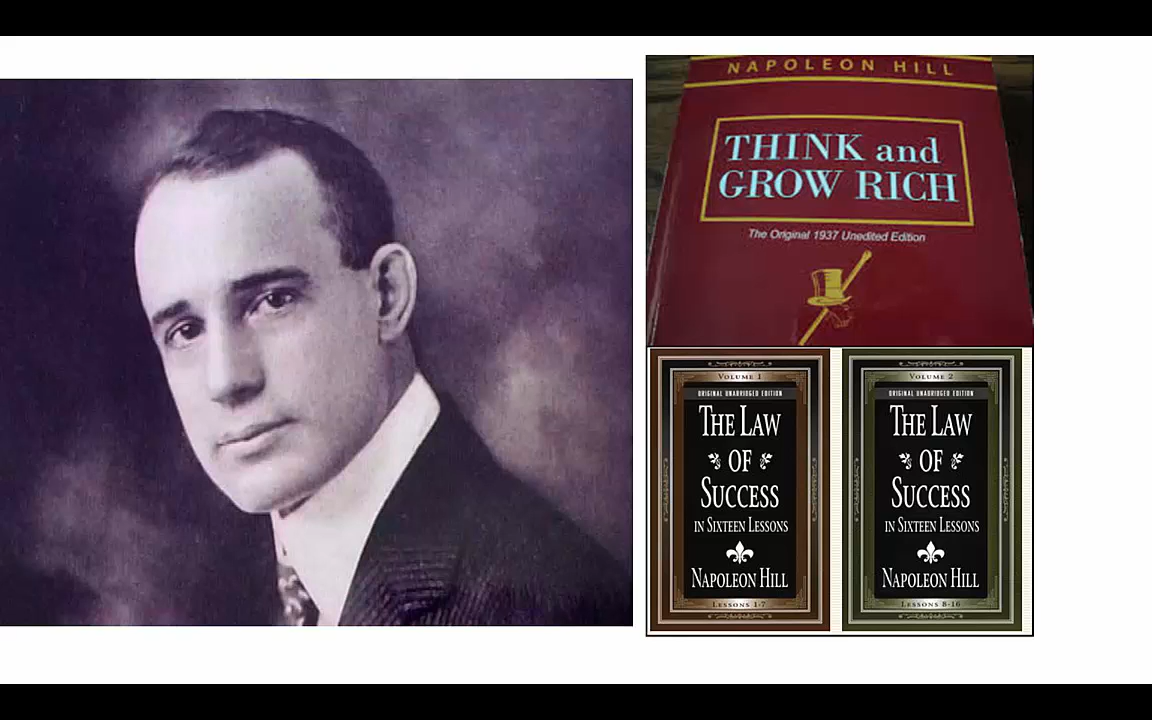 NAPOLEON HILL
THINK and
GROW RICH
The Original 1937 Unedited Edition
VOLUME 1
ORIGINAL UNABRIDGED EDITION
THE LAW
OF
SUCCESS
IN SIXTEEN LESSONS
NAPOLEON HILL
LESSONS 1-7
VOLUME 2
ORIGINAL UNABRIDGED EDITION
THE LAW
OF
SUCCESS
IN SIXTEEN LESSONS
NAPOLEON HILL
LESSONS 8-16